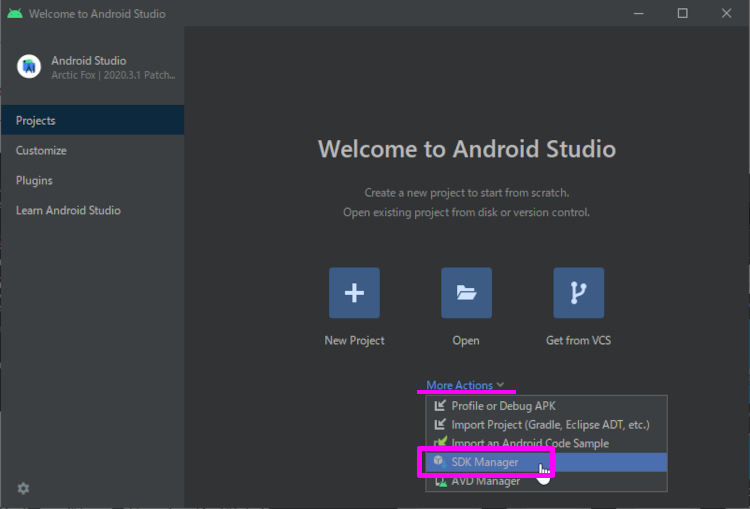 Welcome to Android Studio
Android Studio
Arctic Fox | 2020.3.1 Patch...
Projects
Customize
Plugins
Learn Android Studio
Welcome to Android Studio
Create a new project to start from scratch.
Open existing project from disk or version control.
New Project
Open
Get from VCS
More Actions
Profile or Debug APK
Import Project (Gradle, Eclipse ADT, etc.)
Import an Android Code Sample
SDK Manager
AVD Manager